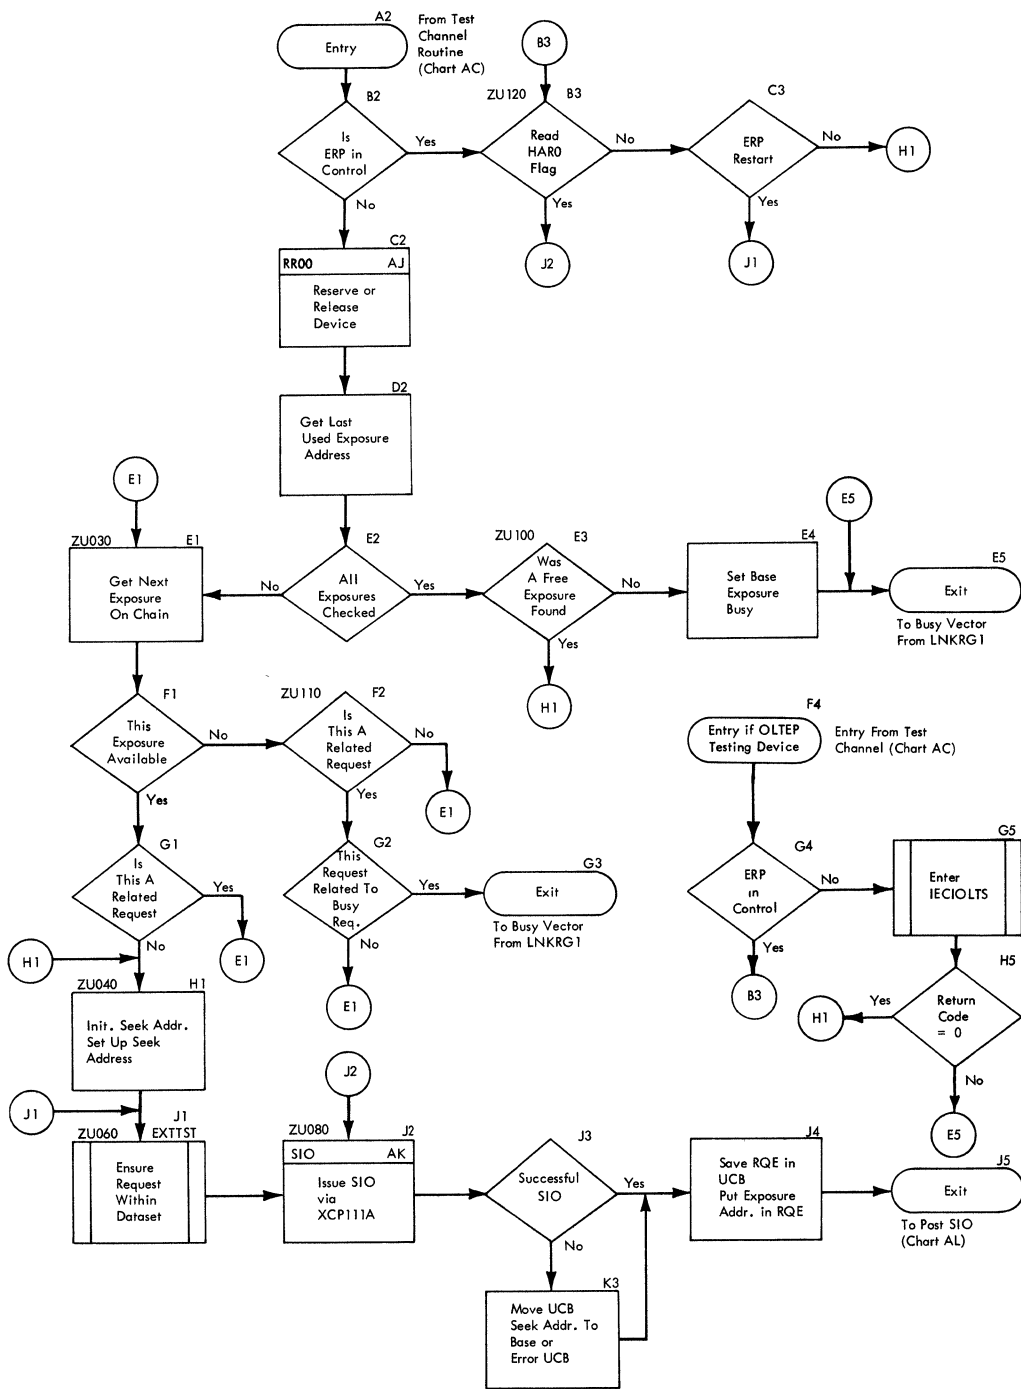 A2
From Test
Channel
Routine
(Chart AC)
Entry
B3
B2
ZU120
B3
C3
Is
ERP in
Control
Yes
Read
HAR0
Flag
No
ERP
Restart
No
H1
No
Yes
Yes
C2
RR00
AJ
J2
J1
Reserve or
Release
Device
D2
Get Last
Used Exposure
Address
E1
E5
ZU030
E1
E2
ZU100
E3
E4
E5
Get Next
Exposure
On Chain
No
All
Exposures
Checked
Yes
Was
A Free
Exposure
Found
No
Set Base
Exposure
Busy
Exit
To Busy Vector
From LNKRG1
Yes
H1
F1
ZU110
F2
F4
This
Exposure
Available
No
Is
This A
Related
Request
No
Entry if OLTEP
Testing Device
Entry From Test
Channel (Chart AC)
Yes
Yes
E1
G1
G2
G3
G4
G5
Is
This A
Related
Request
Yes
This
Request
Related To
Busy
Req.
Yes
Exit
ERP
in
Control
No
Enter
IECIOLTS
To Busy Vector
From LNKRG1
No
E1
No
Yes
H1
E1
B3
H5
ZU040
H1
Init. Seek Addr.
Set Up Seek
Address
H1
Yes
Return
Code
= 0
J2
No
J1
E5
J1
ZU060
EXTTST
ZU080
J2
J3
J4
J5
Ensure
Request
Within
Dataset
SIO
AK
Issue SIO
via
XCP111A
Successful
SIO
Yes
Save RQE in
UCB
Put Exposure
Addr. in RQE
Exit
To Post SIO
(Chart AL)
No
K3
Move UCB
Seek Addr. To
Base or
Error UCB